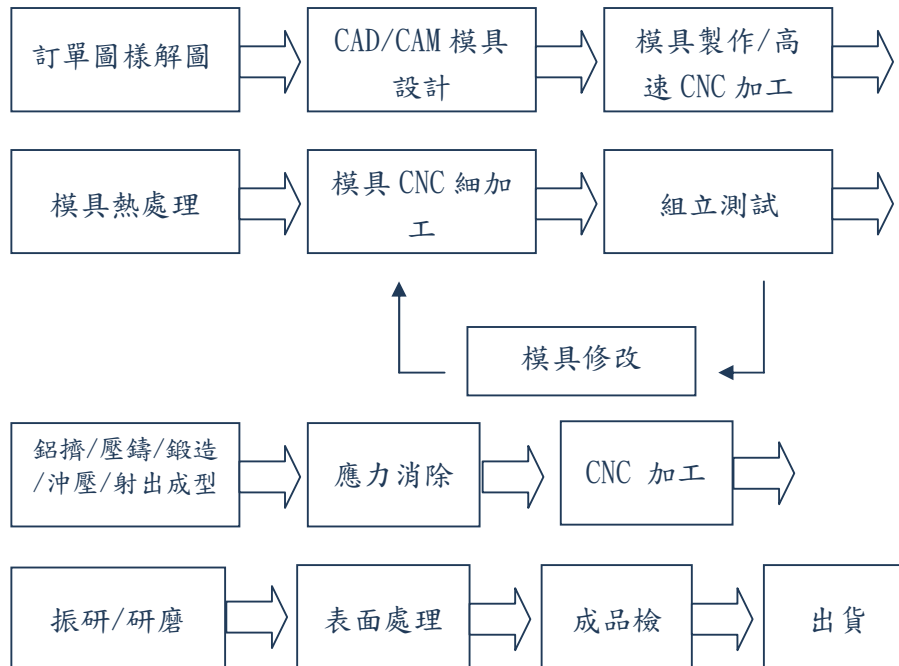 訂單圖樣解圖
CAD/CAM 模具
設計
模具製作/高
速 CNC 加工
模具熱處理
模具 CNC 細加
工
組立測試
模具修改
鋁擠/壓鑄/鍛造
/沖壓/射出成型
應力消除
CNC 加工
振研/研磨
表面處理
成品檢
出貨